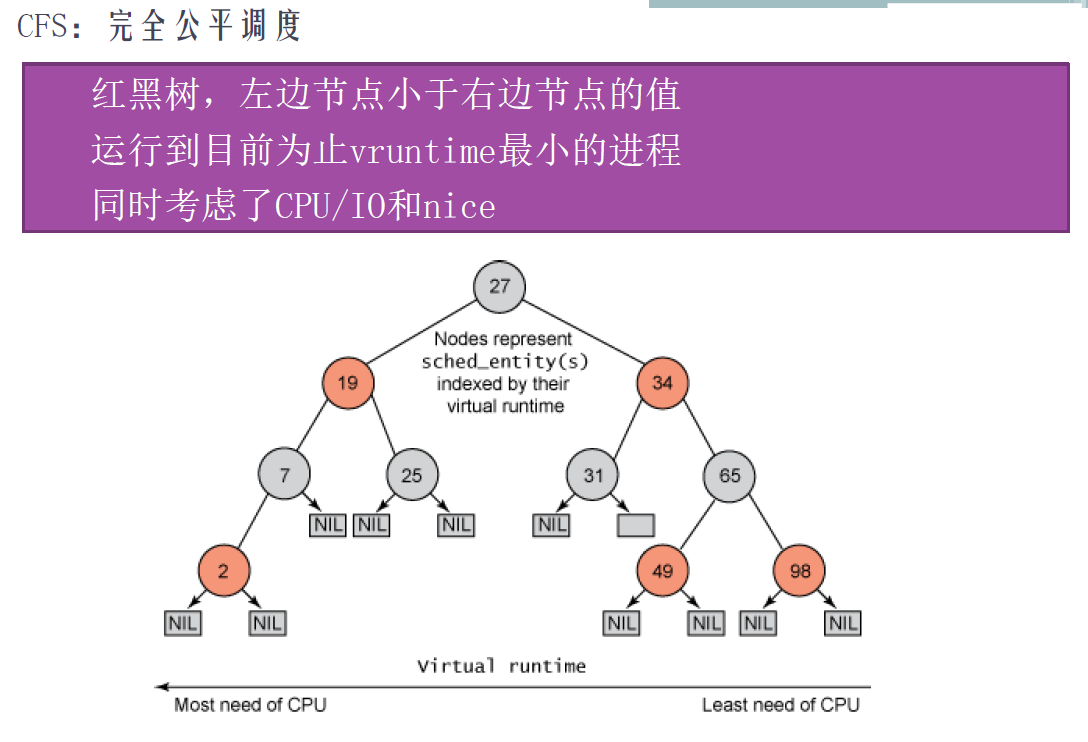 CFS：完全公平调度
红黑树，左边节点小于右边节点的值
运行到目前为止vruntime最小的进程
同时考虑了CPU/IO和nice
27
Nodes represent
sched_entity(s)
indexed by their
virtual runtime
19
34
7
25
31
65
NIL
NIL
NIL
NIL
2
49
98
NIL
NIL
NIL
NIL
NIL
NIL
Virtual runtime
Most need of CPU
Least need of CPU